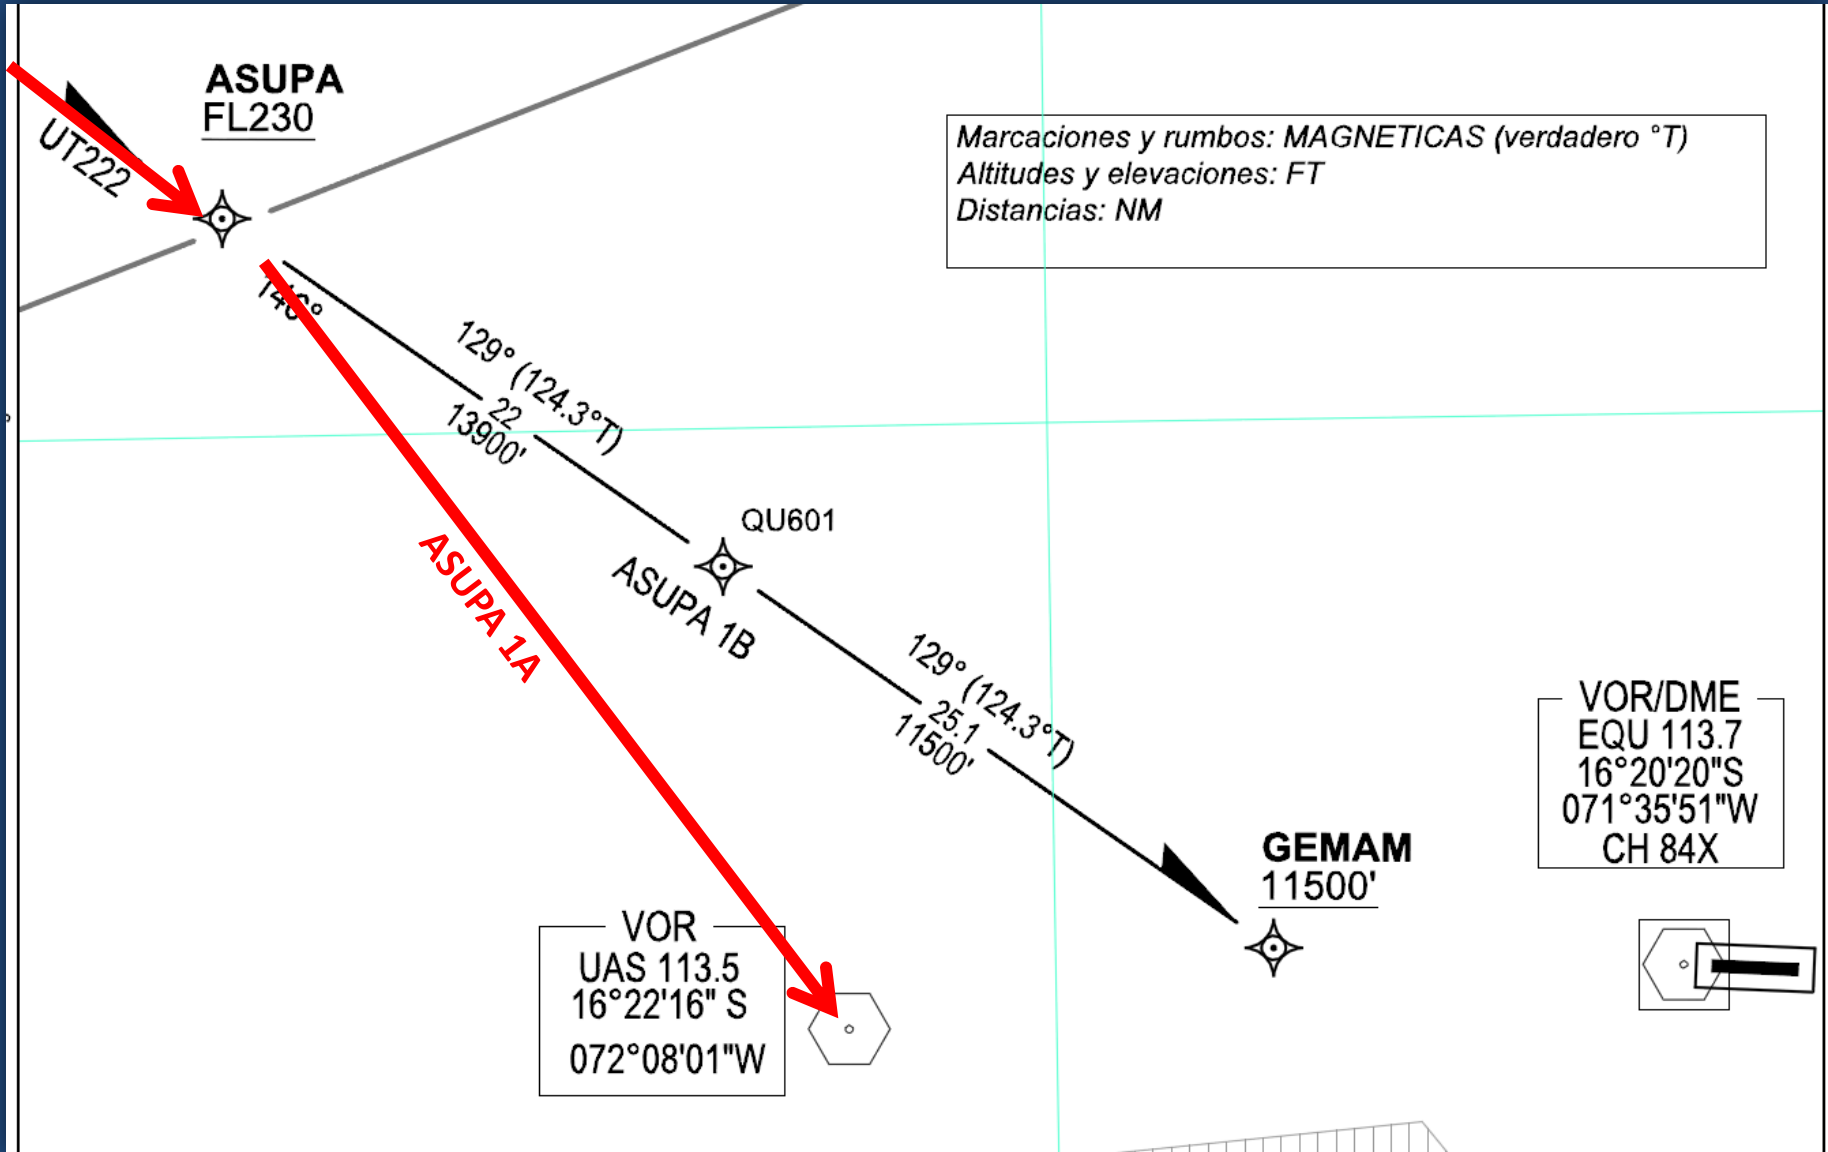 ASUPA
FL230
UT222
Marcaciones y rumbos: MAGNETICAS (verdadero °T)
Altitudes y elevaciones: FT
Distancias: NM
129° (124.3°T)
22
13900'
QU601
ASUPA 1B
ASUPA 1A
129° (124.3°T)
25.1
11500'
VOR/DME
EQU 113.7
16°20'20"S
071°35'51"W
CH 84X
GEMAM
11500'
VOR
UAS 113.5
16°22'16" S
072°08'01"W